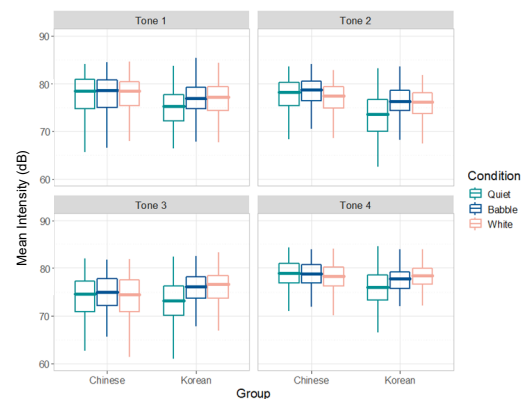 Tone 1
Tone 2
90
80
70
60
Tone 3
Tone 4
90
80
70
60
Mean Intensity (dB)
Chinese
Korean
Chinese
Korean
Group
Condition
Quiet
Babble
White